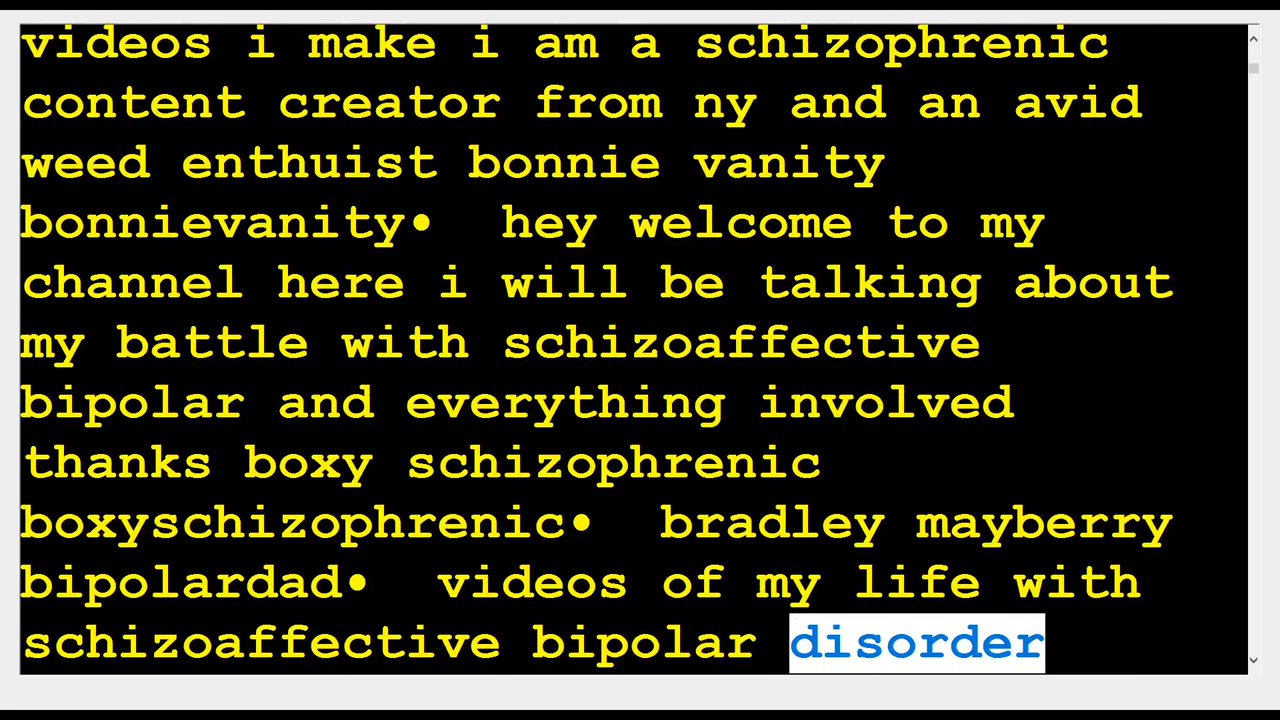 videos i make i am a schizophrenic
content creator from ny and an avid
weed enthuist bonnie vanity
bonnievanity•  hey welcome to my
channel here i will be talking about
my battle with schizoaffective
bipolar and everything involved
thanks boxy schizophrenic
boxyschizophrenic•  bradley mayberry
bipolardad•  videos of my life with
schizoaffective bipolar disorder